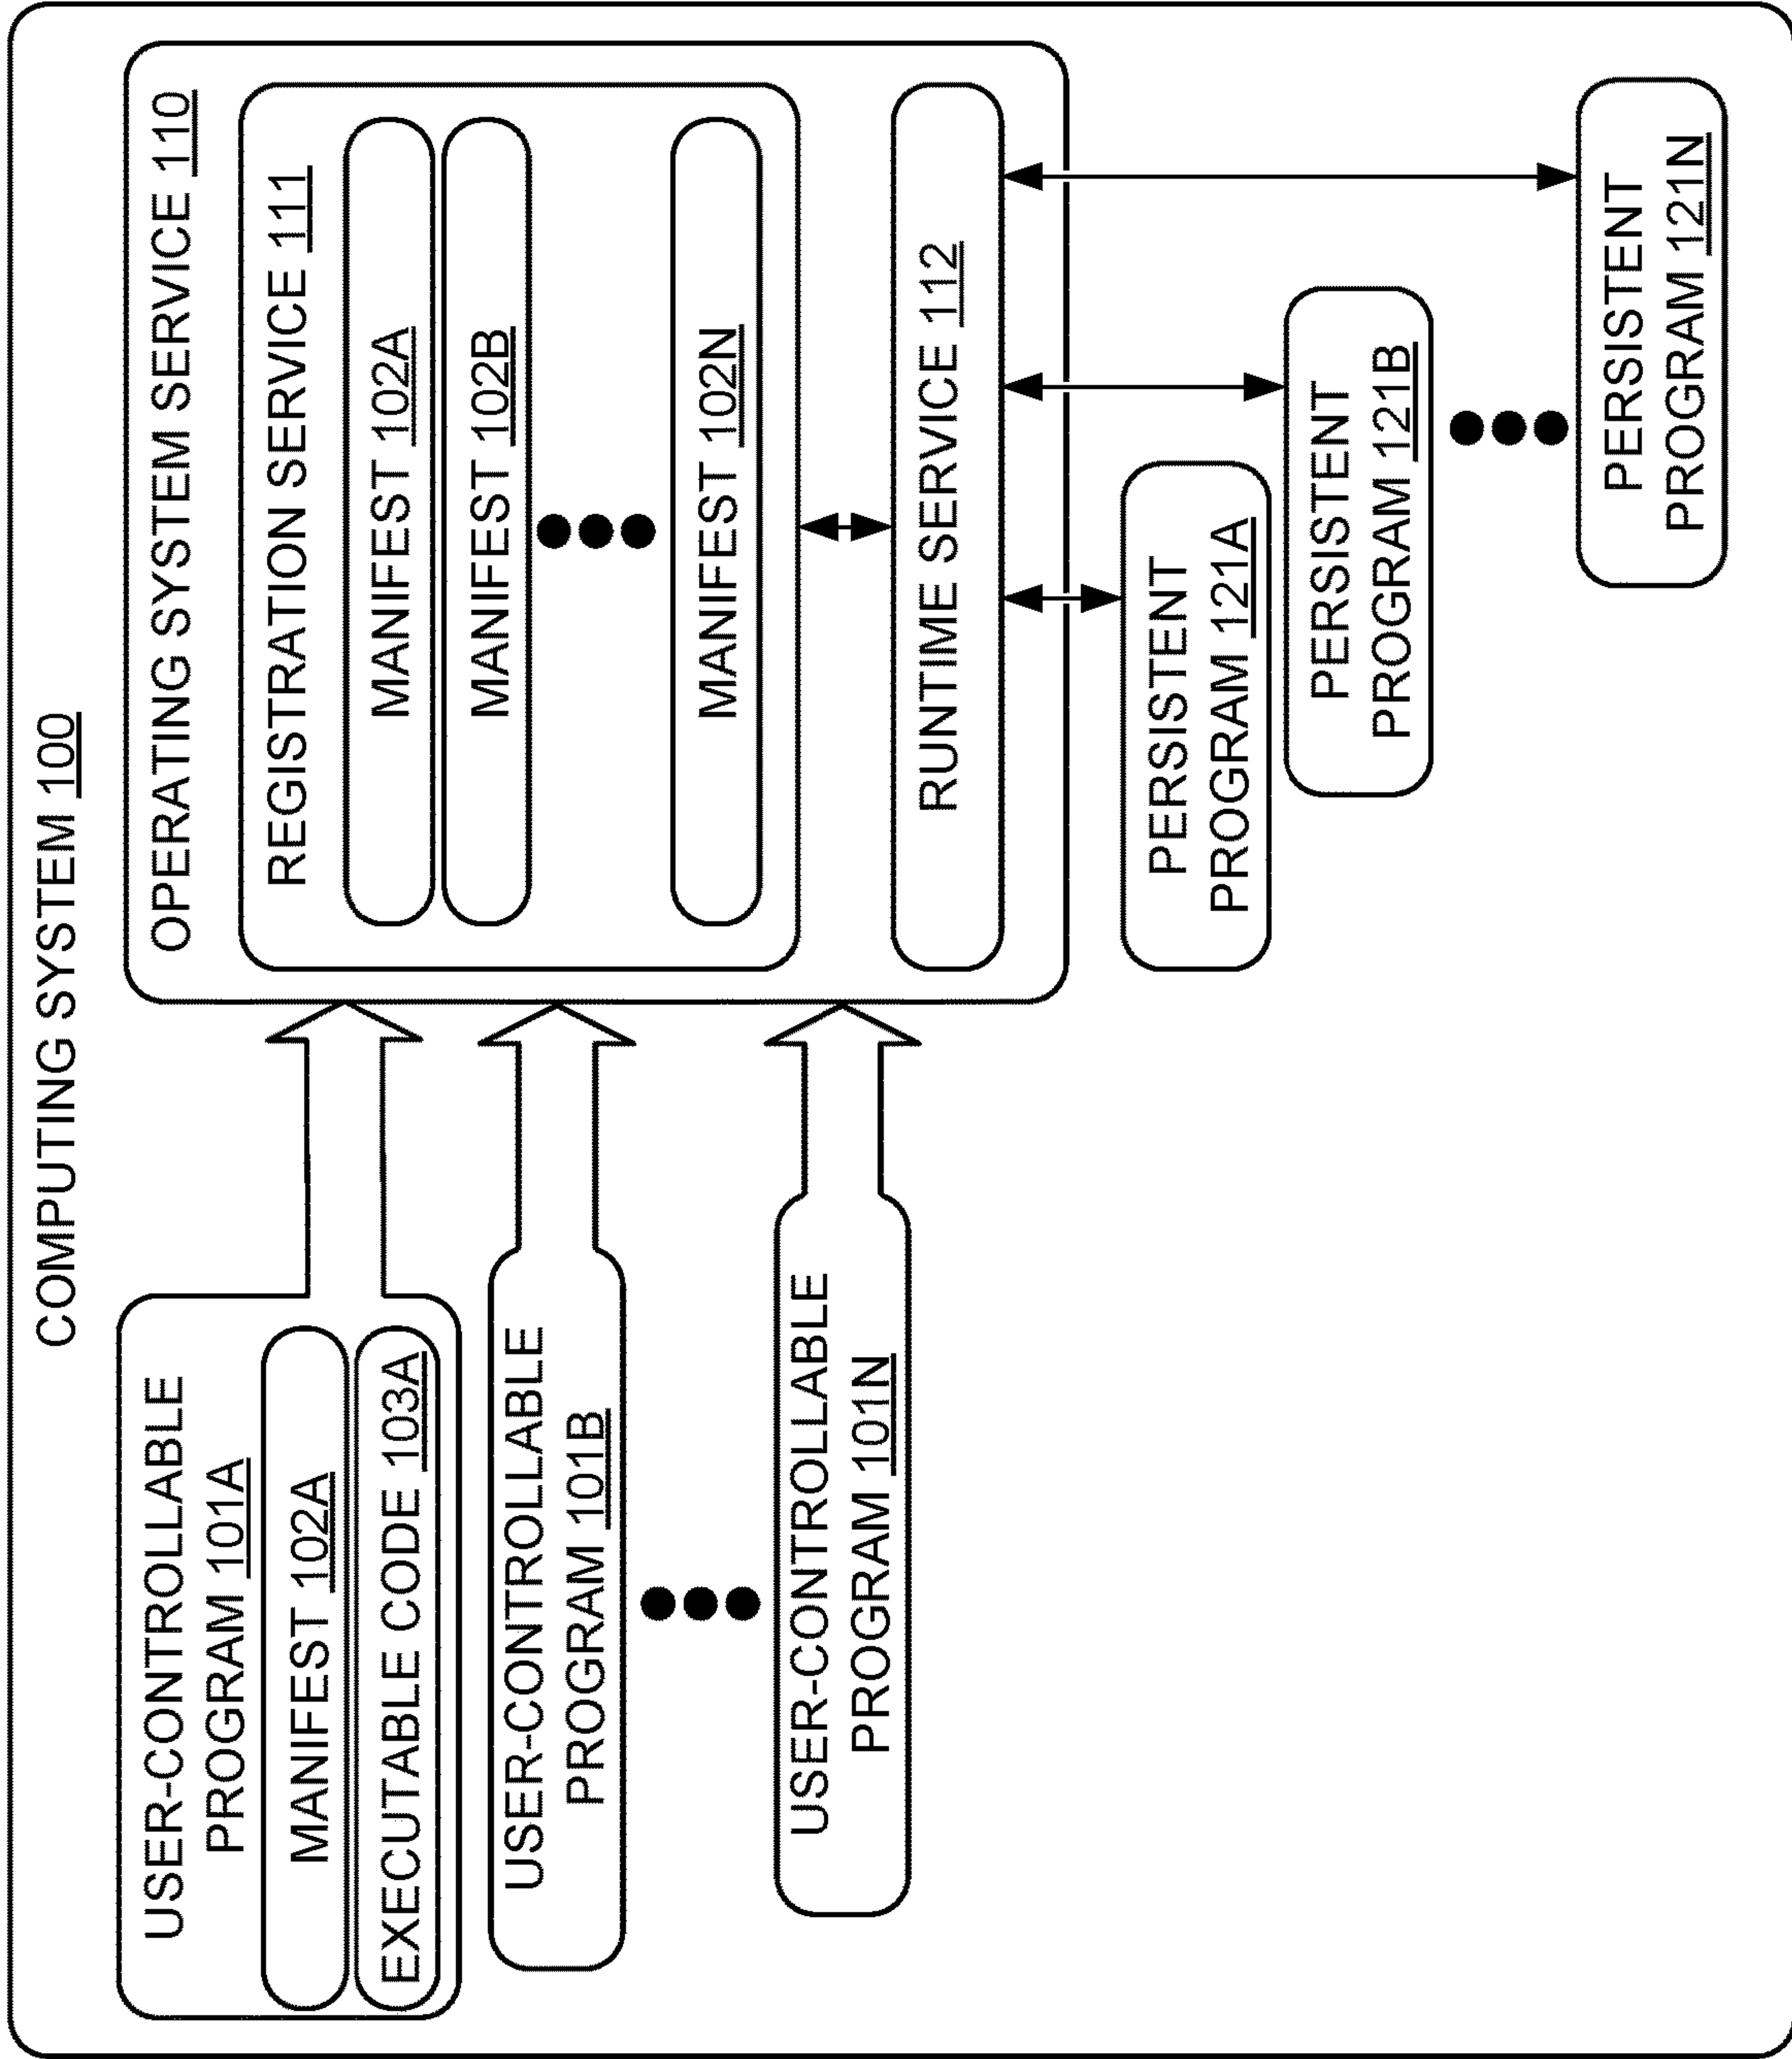 COMPUTING SYSTEM 100
USER-CONTROLLABLE
PROGRAM 101A
MANIFEST 102A
EXECUTABLE CODE 103A
USER-CONTROLLABLE
PROGRAM 101B
USER-CONTROLLABLE
PROGRAM 101N
OPERATING SYSTEM SERVICE 110
REGISTRATION SERVICE 111
MANIFEST 102A
MANIFEST 102B
MANIFEST 102N
RUNTIME SERVICE 112
PERSISTENT
PROGRAM 121A
PERSISTENT
PROGRAM 121B
PERSISTENT
PROGRAM 121N